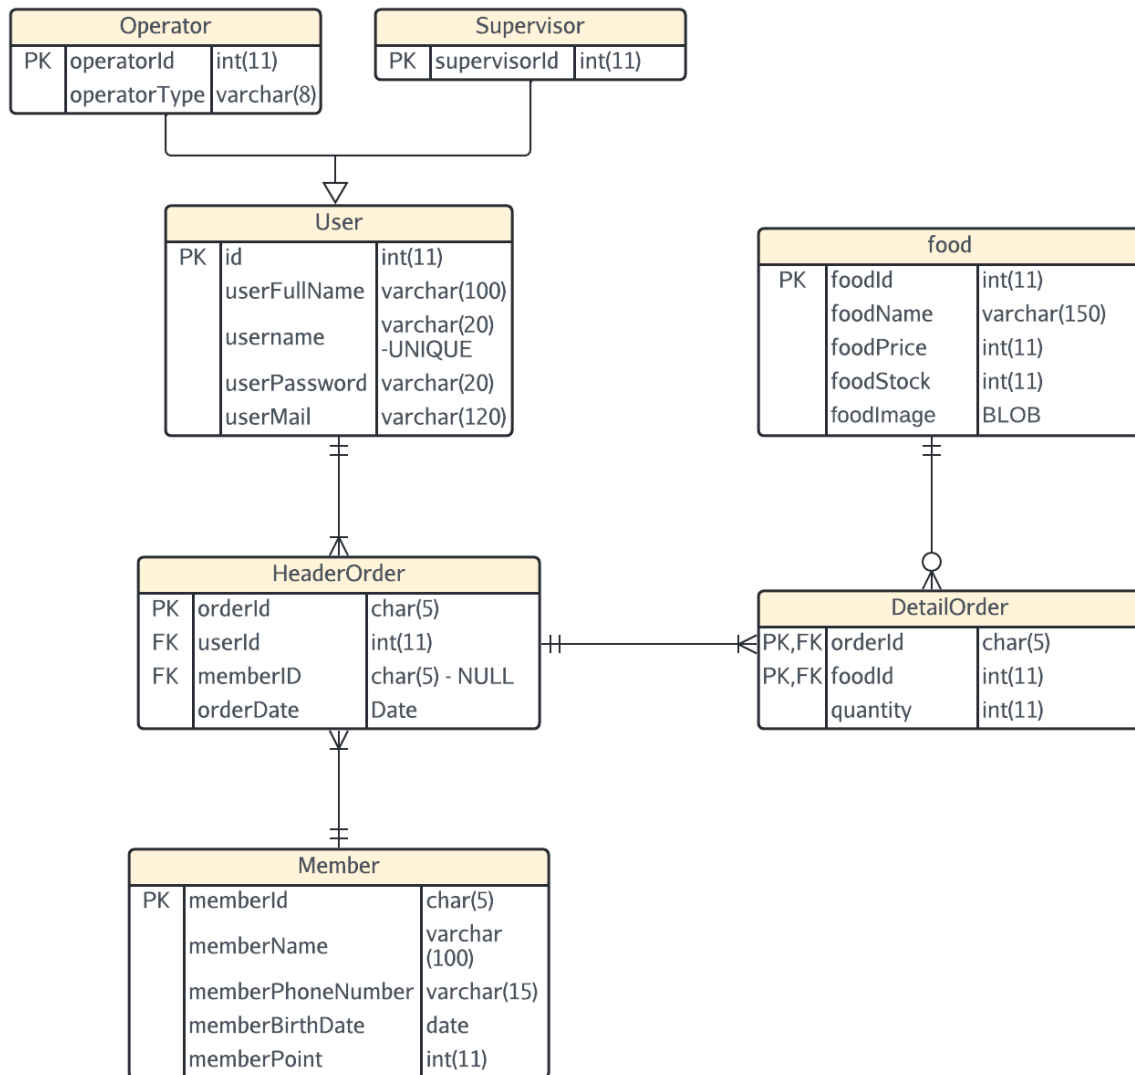 Operator
PK operatorId int(11)
operatorType varchar(8)
Supervisor
PK supervisorId int(11)
User
PK id int(11)
userFullName varchar(100)
username varchar(20)
-UNIQUE
userPassword varchar(20)
userMail varchar(120)
food
PK foodId int(11)
foodName varchar(150)
foodPrice int(11)
foodStock int(11)
foodImage BLOB
HeaderOrder
PK orderId char(5)
FK userId int(11)
FK memberID char(5) - NULL
orderDate Date
DetailOrder
PK,FK orderId char(5)
PK,FK foodId int(11)
quantity int(11)
Member
PK memberId char(5)
memberName varchar
(100)
memberPhoneNumber varchar(15)
memberBirthDate date
memberPoint int(11)